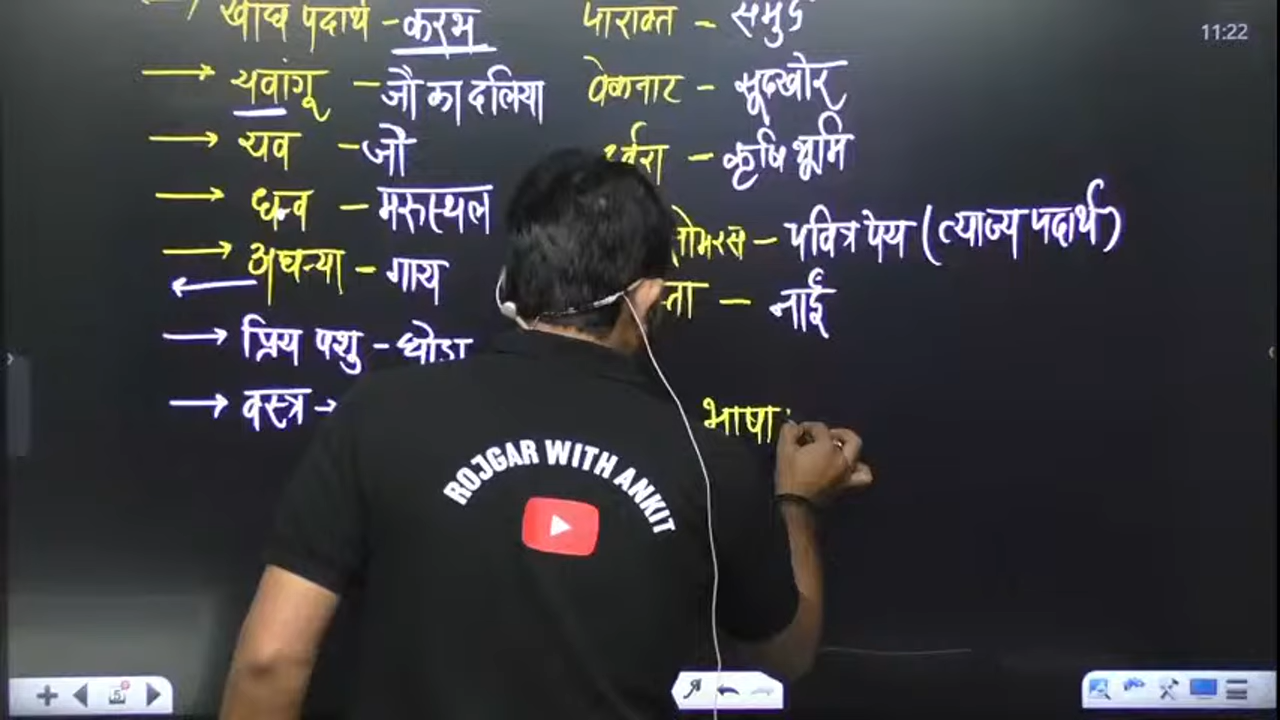 खाद्य पदार्थ - करभ
यवांगू - जौ का दलिया
यव - जौ
धन्व - मरुस्थल
अघन्या - गाय
प्रिय पशु - घोड़ा
वस्त्र →
पारावत - समुद्र
वेकनार - सूदखोर
- कृषि भूमि
- पवित्र पेय (त्याज्य पदार्थ)
- नाई
भाषा
11:22
ROJGAR WITH ANKIT